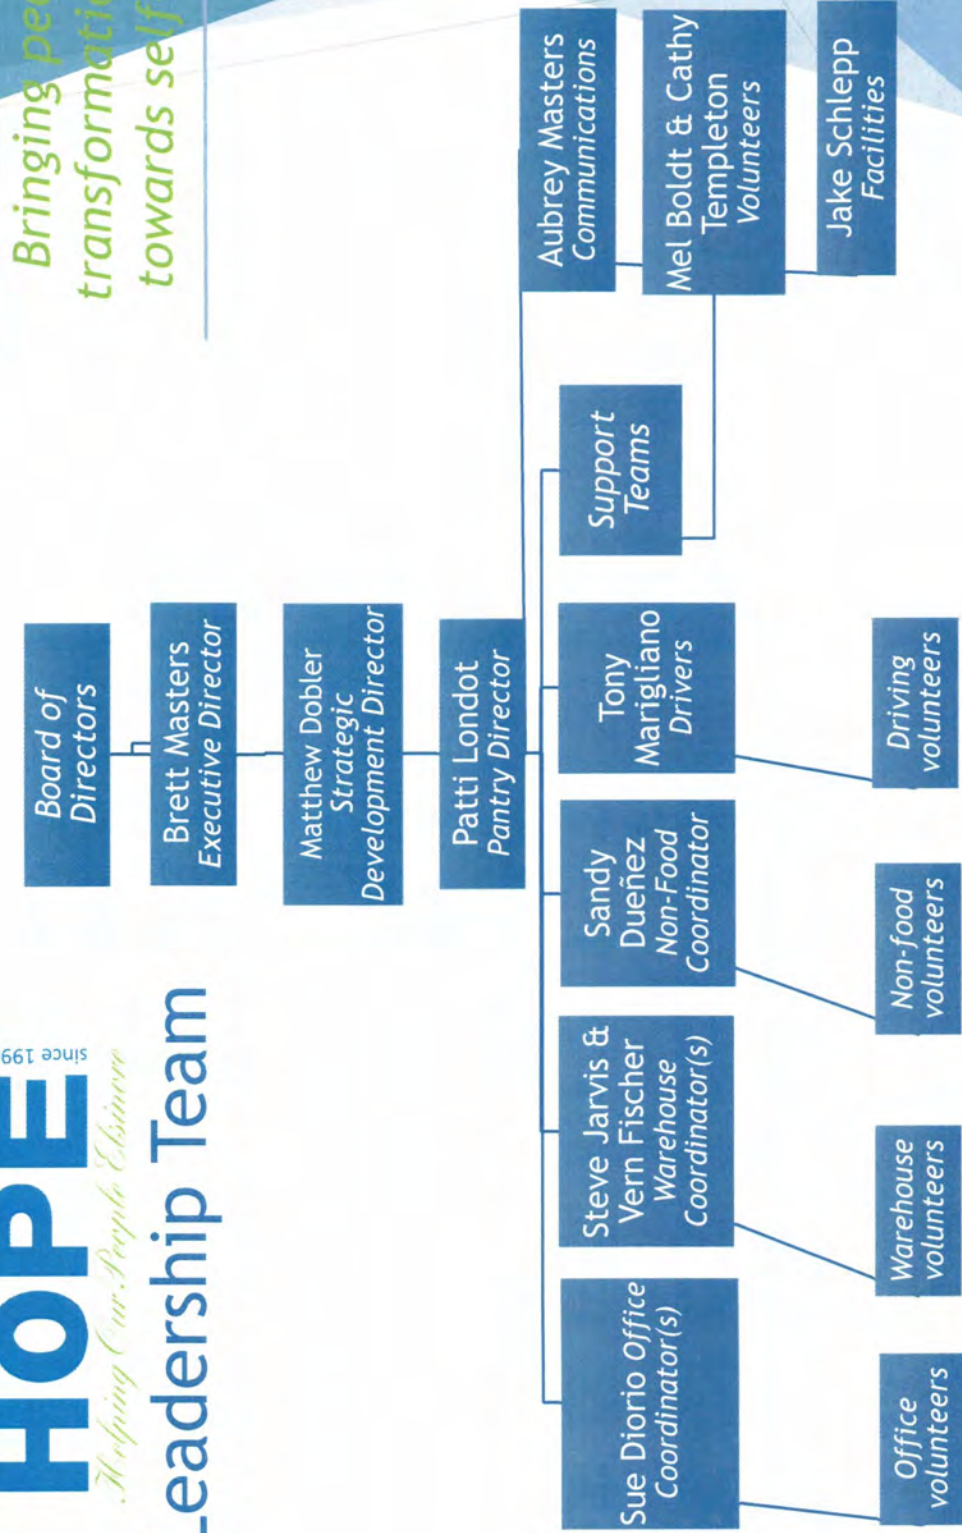 HOPE
since 199
Helping Our People Elsinore
Leadership Team
Bringing peo
transformatio
towards self
Board of
Directors
Brett Masters
Executive Director
Matthew Dobler
Strategic
Development Director
Patti Londot
Pantry Director
Sue Diorio Office
Coordinator(s)
Steve Jarvis &
Vern Fischer
Warehouse
Coordinator(s)
Sandy
Dueñez
Non-Food
Coordinator
Tony
Marigliano
Drivers
Support
Teams
Aubrey Masters
Communications
Mel Boldt & Cathy
Templeton
Volunteers
Jake Schlepp
Facilities
Office
volunteers
Warehouse
volunteers
Non-food
volunteers
Driving
volunteers